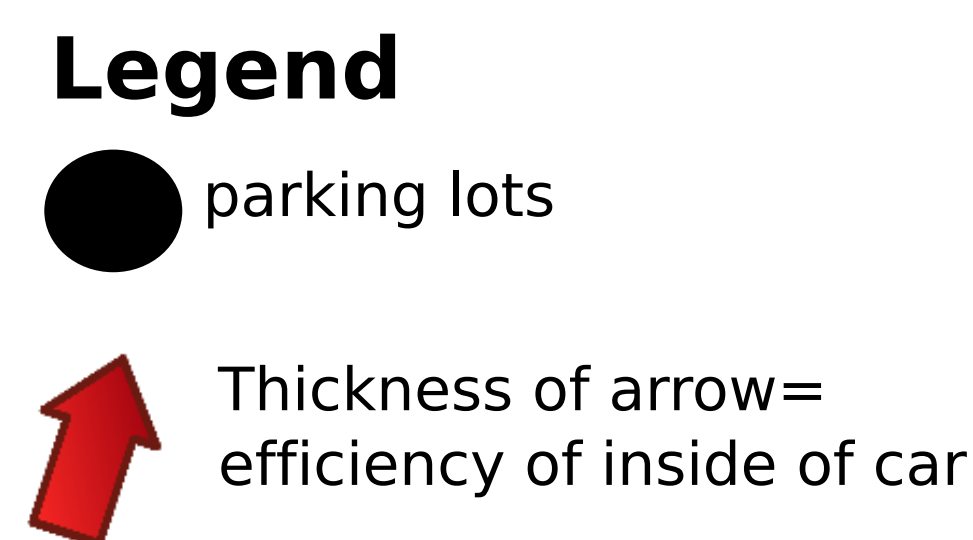 Legend
parking lots
Thickness of arrow=
efficiency of inside of car